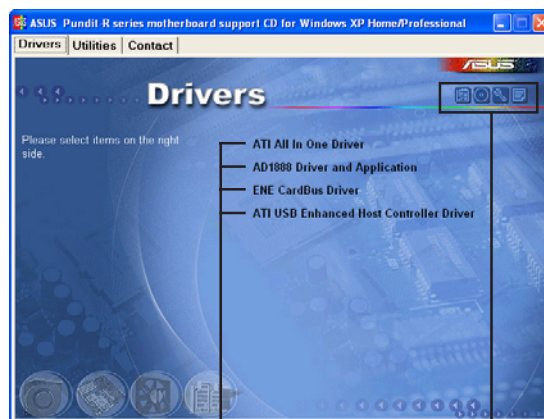 ASUS Pundit-R series motherboard support CD for Windows XP Home/Professional
Drivers Utilities Contact
ASUS
Drivers
Please select items on the right
side.
ATI All In One Driver
AD1888 Driver and Application
ENE CardBus Driver
ATI USB Enhanced Host Controller Driver